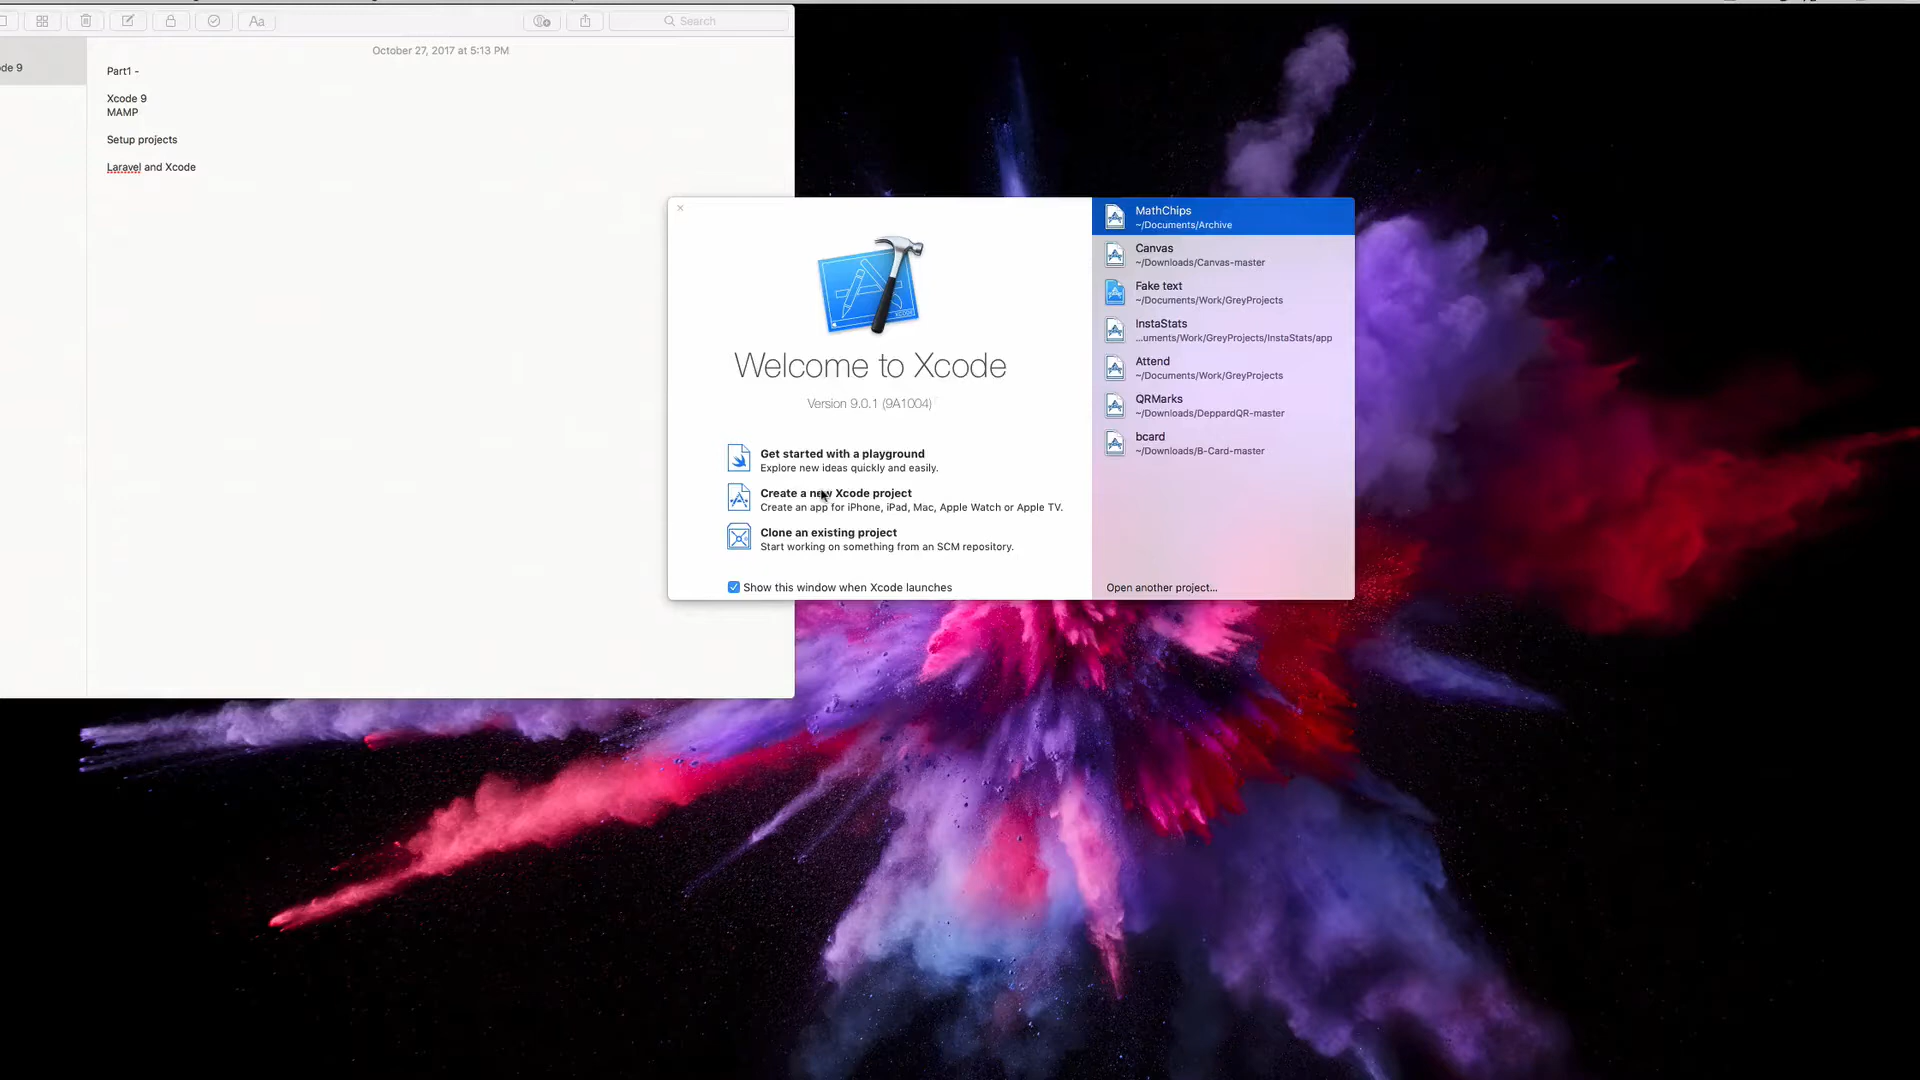 Search
October 27, 2017 at 5:13 PM
de 9
Part1 -
Xcode 9
MAMP
Setup projects
Laravel and Xcode
Aa
Welcome to Xcode
Version 9.0.1 (9A1004)
Get started with a playground
Explore new ideas quickly and easily.
Create a new Xcode project
Create an app for iPhone, iPad, Mac, Apple Watch or Apple TV.
Clone an existing project
Start working on something from an SCM repository.
Show this window when Xcode launches
MathChips
~/Documents/Archive
Canvas
~/Downloads/Canvas-master
Fake text
~/Documents/Work/GreyProjects
InstaStats
...uments/Work/GreyProjects/InstaStats/app
Attend
~/Documents/Work/GreyProjects
QRMarks
~/Downloads/DeppardQR-master
bcard
~/Downloads/B-Card-master
Open another project...